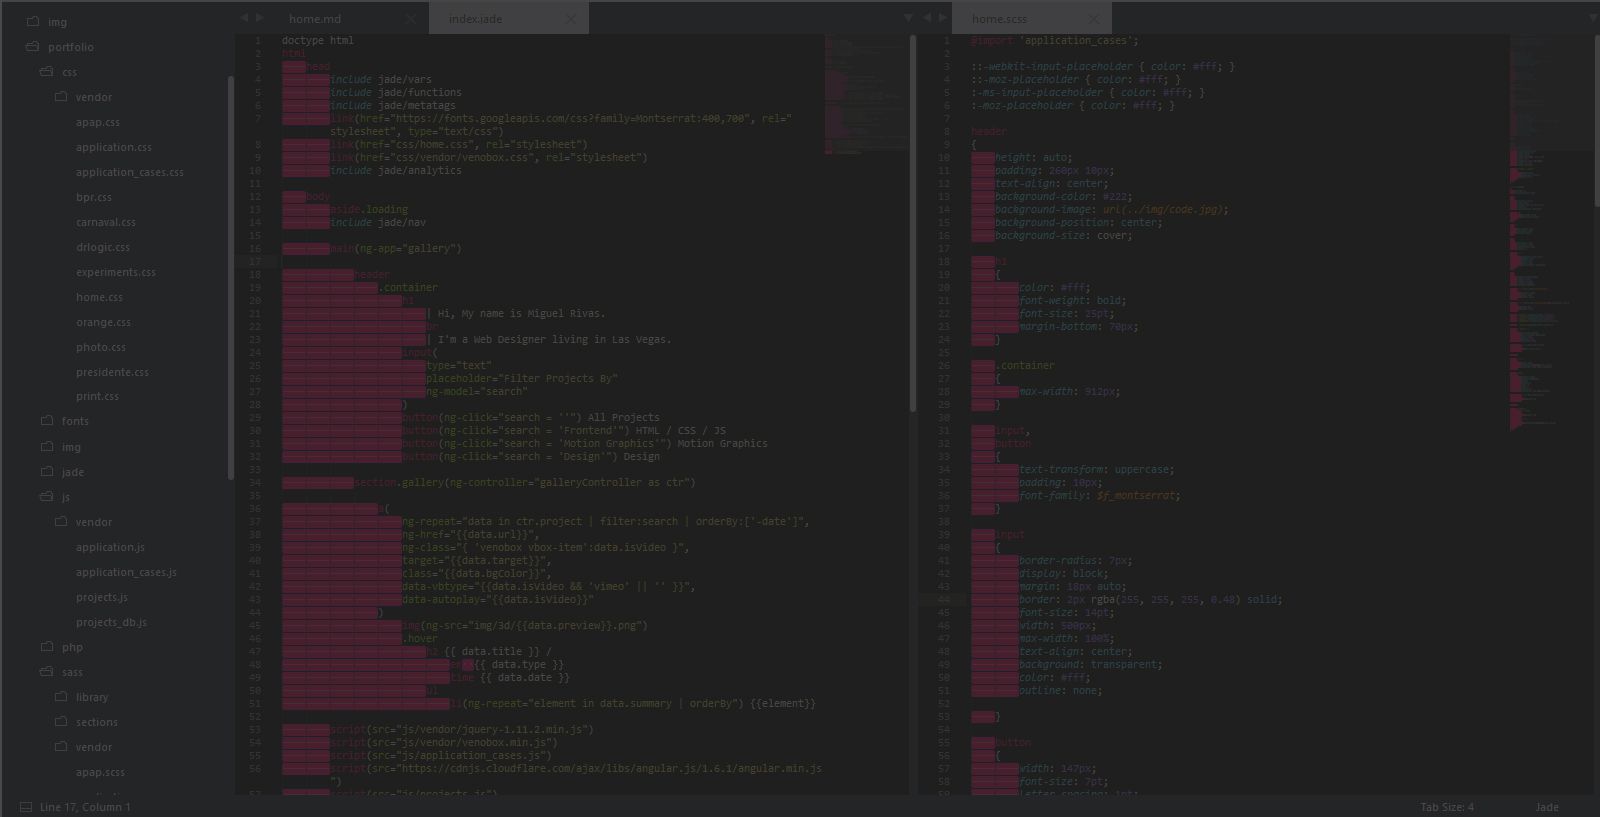 img
portfolio
css
vendor
apap.css
application.css
application_cases.css
bpr.css
carnaval.css
drlogic.css
experiments.css
home.css
orange.css
photo.css
presidente.css
print.css
fonts
img
jade
js
vendor
application.js
application_cases.js
projects.js
projects_db.js
php
sass
library
sections
vendor
apap.scss
home.md
index.jade
1 doctype html
2 html
3 head
4 include jade/vars
5 include jade/functions
6 include jade/metatags
7 link(href="https://fonts.googleapis.com/css?family=Montserrat:400,700", rel="
stylesheet", type="text/css")
8 link(href="css/home.css", rel="stylesheet")
9 link(href="css/vendor/venobox.css", rel="stylesheet")
10 include jade/analytics
11
12 body
13 aside.loading
14 include jade/nav
15
16 main(ng-app="gallery")
17
18 header
19 .container
20 h1
21 | Hi, My name is Miguel Rivas.
22 br
23 | I'm a Web Designer living in Las Vegas.
24 input(
25 type="text"
26 placeholder="Filter Projects By"
27 ng-model="search"
28 )
29 button(ng-click="search = ''") All Projects
30 button(ng-click="search = 'Frontend'") HTML / CSS / JS
31 button(ng-click="search = 'Motion Graphics'") Motion Graphics
32 button(ng-click="search = 'Design'") Design
33
34 section.gallery(ng-controller="galleryController as ctr")
35
36 a(
37 ng-repeat="data in ctr.project | filter:search | orderBy:['-date']",
38 ng-href="{{data.url}}",
39 ng-class="{ 'venobox vbox-item':data.isVideo }",
40 target="{{data.target}}",
41 class="{{data.bgColor}}",
42 data-vbtype="{{data.isVideo && 'vimeo' || '' }}",
43 data-autoplay="{{data.isVideo}}"
44 )
45 img(ng-src="img/3d/{{data.preview}}.png")
46 .hover
47 h2 {{ data.title }} /
48 {{ data.type }}
49 time {{ data.date }}
50 ul
51 li(ng-repeat="element in data.summary | orderBy") {{element}}
52
53 script(src="js/vendor/jquery-1.11.2.min.js")
54 script(src="js/vendor/venobox.min.js")
55 script(src="js/application_cases.js")
56 script(src="https://cdnjs.cloudflare.com/ajax/libs/angular.js/1.6.1/angular.min.js
")
57 script(src="js/projects.js")
home.scss
1 @import 'application_cases';
2
3 ::-webkit-input-placeholder { color: #fff; }
4 ::-moz-placeholder { color: #fff; }
5 :-ms-input-placeholder { color: #fff; }
6 :-moz-placeholder { color: #fff; }
7
8 header
9 {
10 height: auto;
11 padding: 260px 10px;
12 text-align: center;
13 background-color: #222;
14 background-image: url(../img/code.jpg);
15 background-position: center;
16 background-size: cover;
17
18 h1
19 {
20 color: #fff;
21 font-weight: bold;
22 font-size: 25pt;
23 margin-bottom: 70px;
24 }
25
26 .container
27 {
28 max-width: 912px;
29 }
30
31 input,
32 button
33 {
34 text-transform: uppercase;
35 padding: 10px;
36 font-family: $f_montserrat;
37 }
38
39 input
40 {
41 border-radius: 7px;
42 display: block;
43 margin: 18px auto;
44 border: 2px rgba(255, 255, 255, 0.48) solid;
45 font-size: 14pt;
46 width: 500px;
47 max-width: 100%;
48 text-align: center;
49 background: transparent;
50 color: #fff;
51 outline: none;
52
53 }
54
55 button
56 {
57 width: 147px;
58 font-size: 7pt;
59 letter-spacing: 1pt;
Line 17, Column 1
Tab Size: 4
Jade